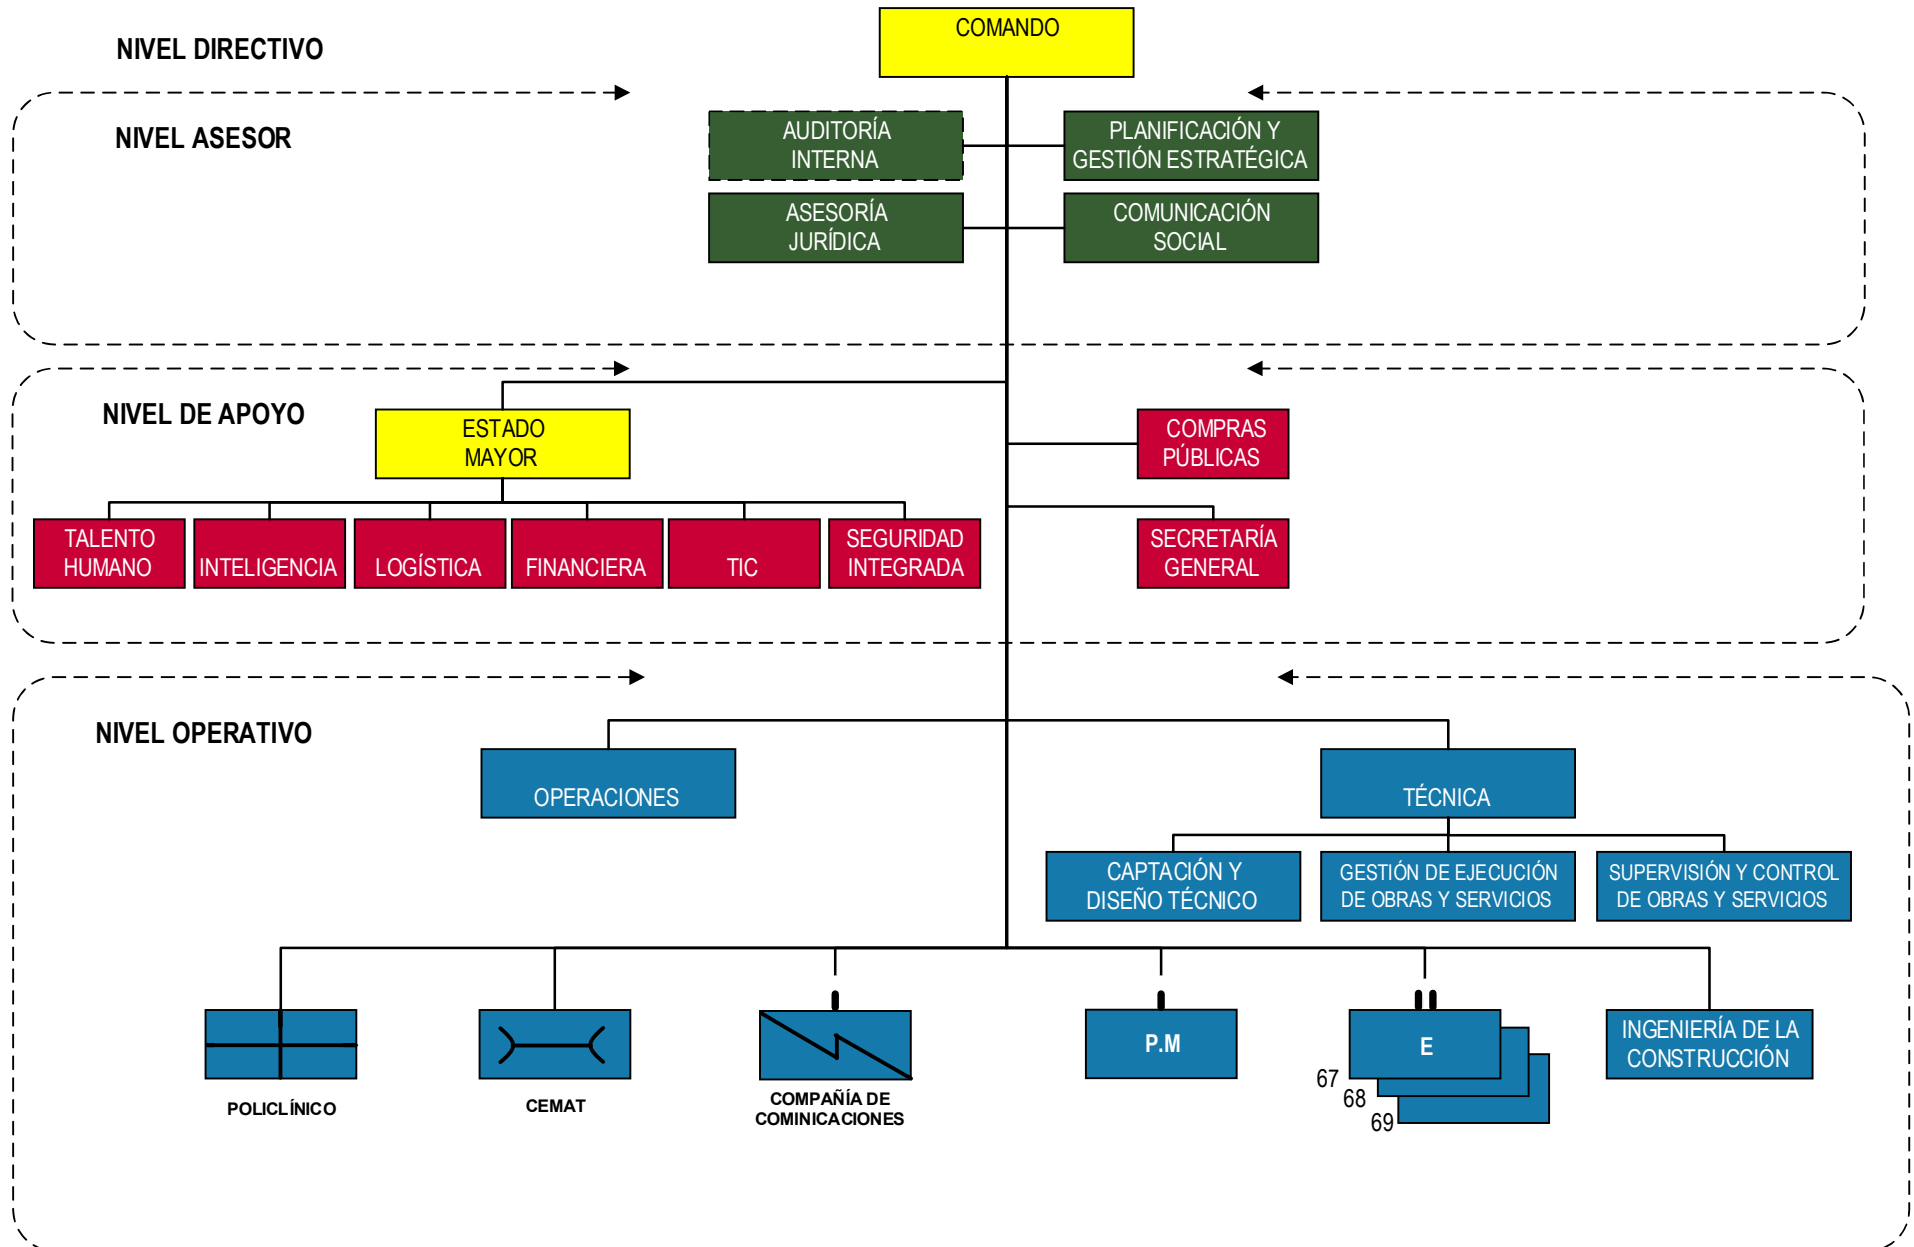 COMANDO
NIVEL DIRECTIVO
NIVEL ASESOR
AUDITORÍA
INTERNA
PLANIFICACIÓN Y
GESTIÓN ESTRATÉGICA
ASESORÍA
JURÍDICA
COMUNICACIÓN
SOCIAL
NIVEL DE APOYO
ESTADO
MAYOR
COMPRAS
PÚBLICAS
TALENTO
HUMANO
INTELIGENCIA
LOGÍSTICA
FINANCIERA
TIC
SEGURIDAD
INTEGRADA
SECRETARÍA
GENERAL
NIVEL OPERATIVO
OPERACIONES
TÉCNICA
CAPTACIÓN Y
DISEÑO TÉCNICO
GESTIÓN DE EJECUCIÓN
DE OBRAS Y SERVICIOS
SUPERVISIÓN Y CONTROL
DE OBRAS Y SERVICIOS
POLICLÍNICO
CEMAT
COMPAÑÍA DE
COMINICACIONES
P.M
E
67
68
69
INGENIERÍA DE LA
CONSTRUCCIÓN